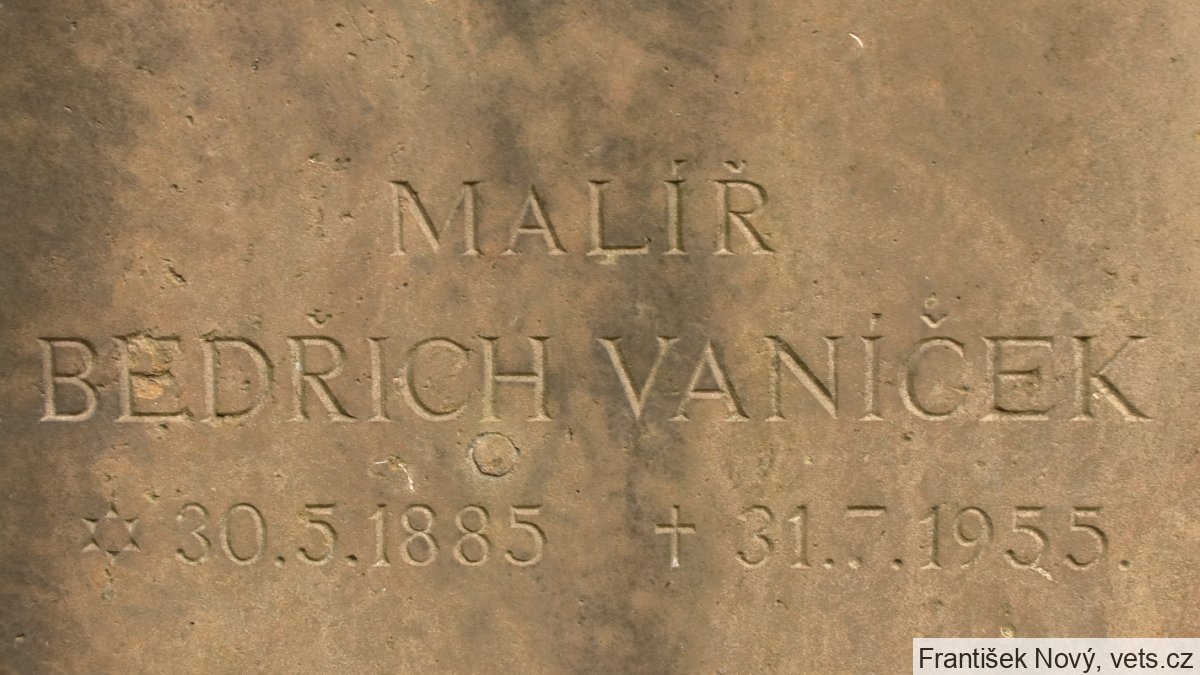 MALÍŘ
BEDŘICH VANÍČEK
✡ 30.5.1885 † 31.7.1955.
František Nový, vets.cz